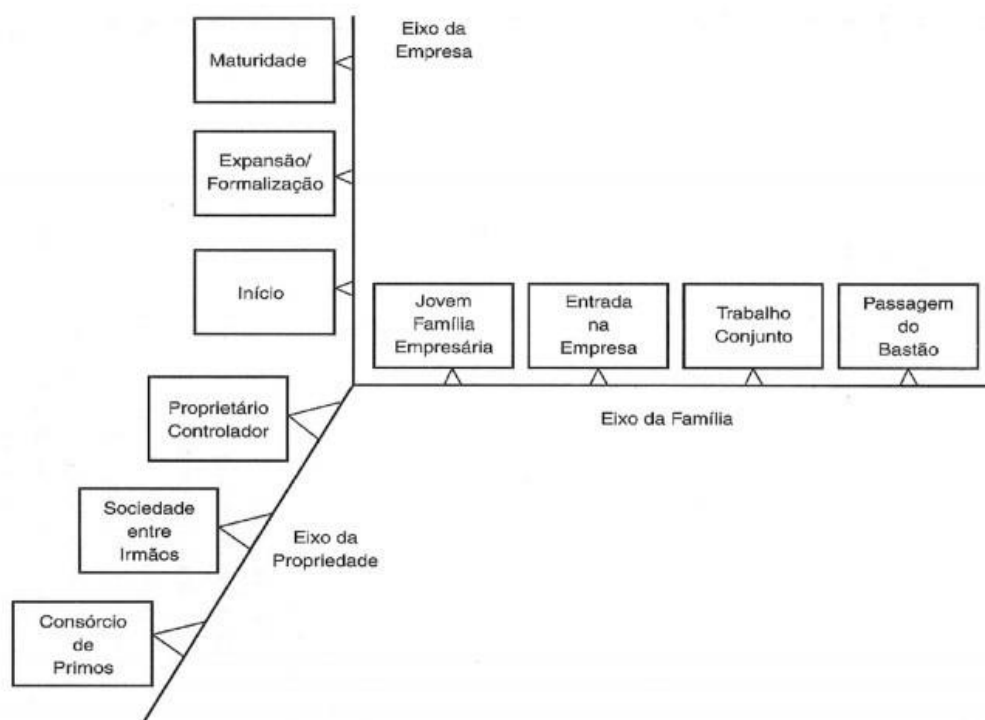 Maturidade
Eixo da
Empresa
Expansão/
Formalização
Início
Jovem
Família
Empresária
Entrada
na
Empresa
Trabalho
Conjunto
Passagem
do
Bastão
Eixo da Família
Proprietário
Controlador
Sociedade
entre
Irmãos
Eixo da
Propriedade
Consórcio
de
Primos